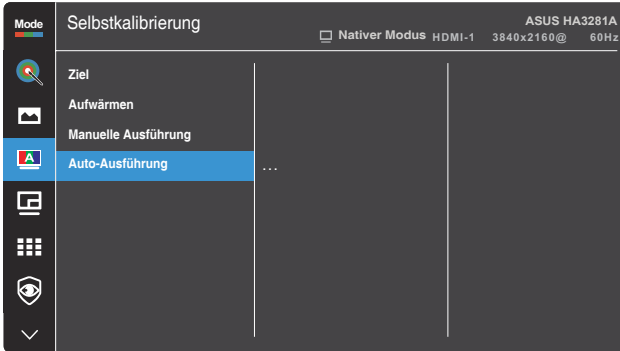 Mode
Selbstkalibrierung
ASUS HA3281A
Nativer Modus HDMI-1 3840x2160@ 60Hz
Ziel
Aufwärmen
Manuelle Ausführung
A
Auto-Ausführung
...